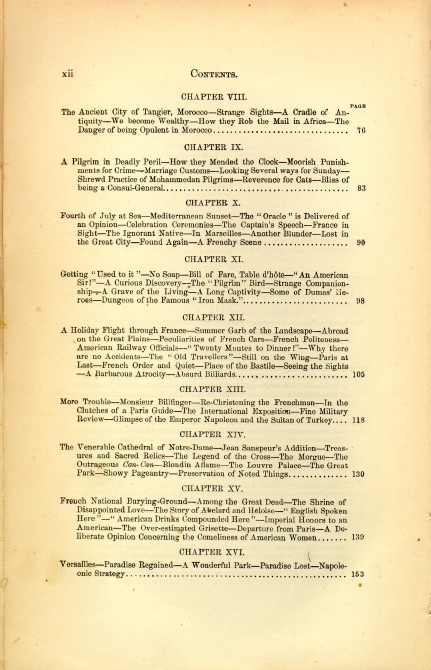 xii CONTENTS.
CHAPTER VIII.
PAGE
The Ancient City of Tangier, Morocco—Strange Sights—A Cradle of An-
tiquity—We become Wealthy—How they Rob the Mail in Africa—The
Danger of being Opulent in Morocco................................ 76
CHAPTER IX.
A Pilgrim in Deadly Peril—How they Mended the Clock—Moorish Punish-
ments for Crime—Marriage Customs—Looking Several ways for Sunday—
Shrewd Practice of Mohammedan Pilgrims—Reverence for Cats—Bliss of
being a Consul-General............................................ 83
CHAPTER X.
Fourth of July at Sea—Mediterranean Sunset—The "Oracle" is Delivered of
an Opinion—Celebration Ceremonies—The Captain's Speech—France in
Sight—The Ignorant Native—In Marseilles—Another Blunder—Lost in
the Great City—Found Again—A Frenchy Scene .................... 90
CHAPTER XI.
Getting "Used to it"—No Soap—Bill of Fare, Table d'hôte—"An American
Sir!"—A Curious Discovery—The "Pilgrim" Bird—Strange Companion-
ship—A Grave of the Living—A Long Captivity—Some of Dumas' He-
roes—Dungeon of the Famous "Iron Mask."......................... 98
CHAPTER XII.
A Holiday Flight through France—Summer Garb of the Landscape—Abroad
on the Great Plains—Peculiarities of French Cars—French Politeness—
American Railway Officials—"Twenty Mnutes to Dinner!"—Why there
are no Accidents—The "Old Travellers"—Still on the Wing—Paris at
Last—French Order and Quiet—Place of the Bastile—Seeing the Sights
—A Barbarous Atrocity—Absurd Billiards........................... 105
CHAPTER XIII.
More Trouble—Monsieur Billfinger—Re-Christening the Frenchman—In the
Clutches of a Paris Guide—The International Exposition—Fine Military
Review—Glimpse of the Emperor Napoleon and the Sultan of Turkey.... 118
CHAPTER XIV.
The Venerable Cathedral of Notre-Dame—Jean Sanspeur's Addition—Treas-
ures and Sacred Relics—The Legend of the Cross—The Morgue—The
Outrageous Can-Can—Blondin Aflame—The Louvre Palace—The Great
Park—Showy Pageantry—Preservation of Noted Things............... 130
CHAPTER XV.
French National Burying-Ground—Among the Great Dead—The Shrine of
Disappointed Love—The Story of Abelard and Heloise—"English Spoken
Here"—"American Drinks Compounded Here"—Imperial Honors to an
American—The Over-estimated Grisette—Departure from Paris—A De-
liberate Opinion Concerning the Comeliness of American Women....... 139
CHAPTER XVI.
Versailles—Paradise Regained—A Wonderful Park—Paradise Lost—Napole-
onic Strategy..................................................... 153